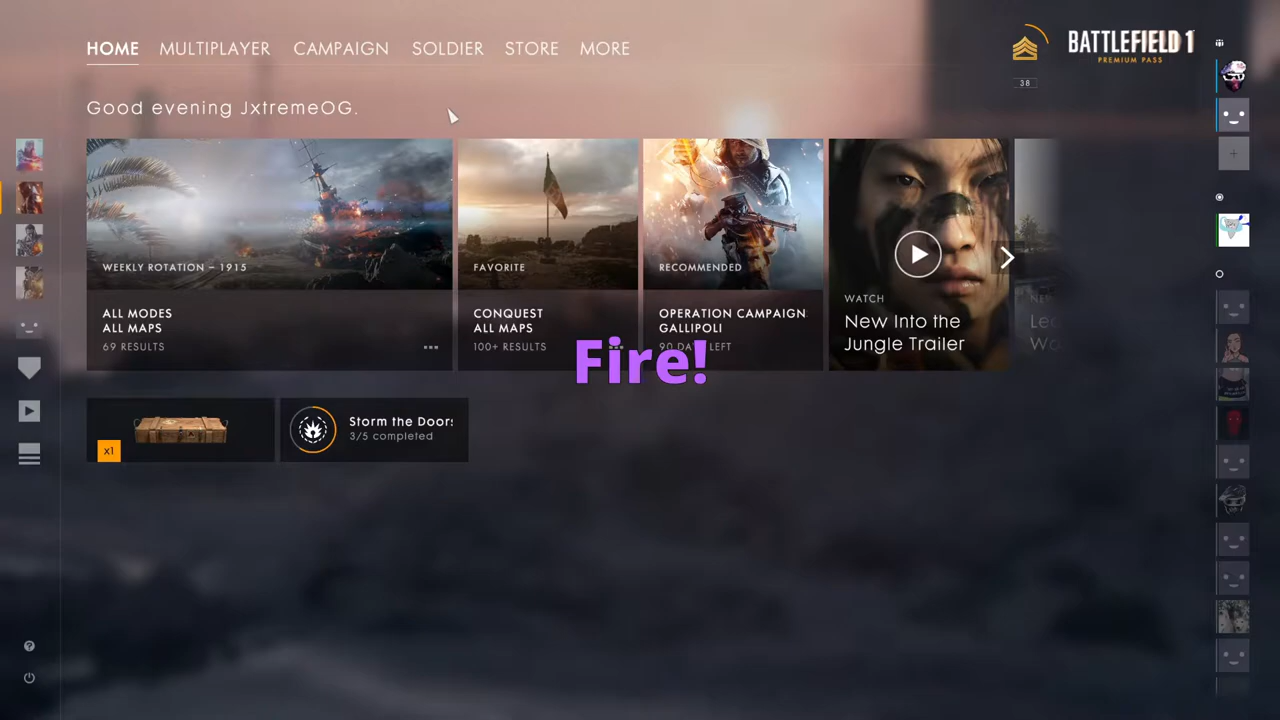 HOME MULTIPLAYER CAMPAIGN SOLDIER STORE MORE
BATTLEFIELD 1
PREMIUM PASS
38
Good evening JxtremeOG.
WEEKLY ROTATION – 1915
ALL MODES
ALL MAPS
69 RESULTS
FAVORITE
CONQUEST
ALL MAPS
100+ RESULTS
RECOMMENDED
OPERATION CAMPAIGN
GALLIPOLI
LEFT
WATCH
New Into the
Jungle Trailer
Fire!
x1
Storm the Door
3/5 completed